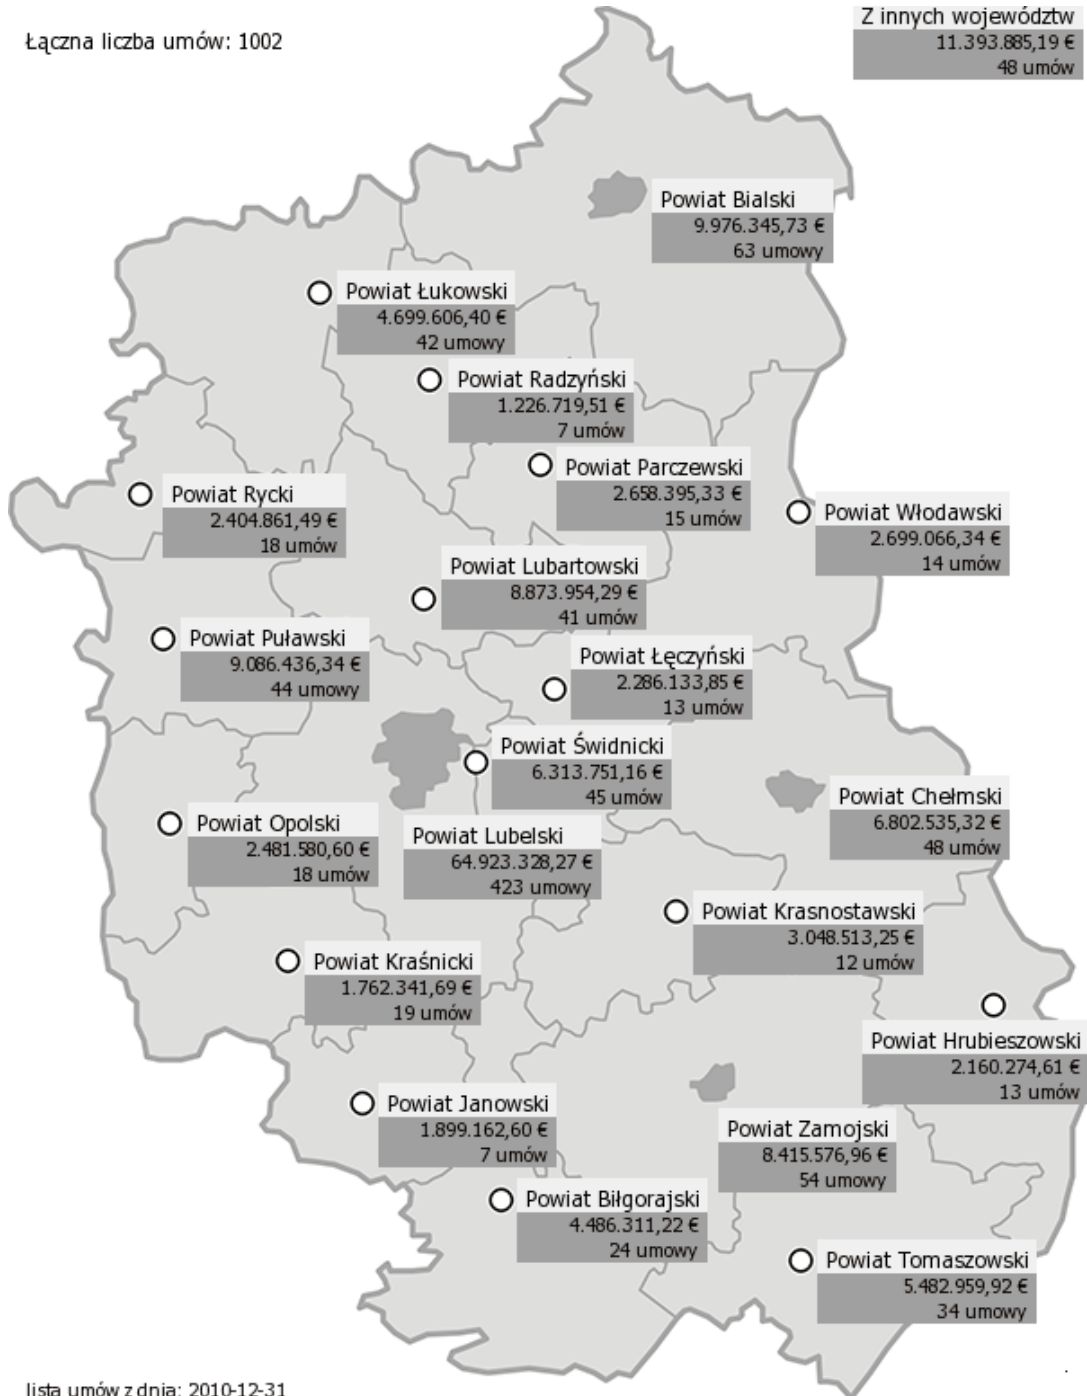 Łączna liczba umów: 1002
Z innych województw
11.393.885,19 €
48 umów
Powiat Bialski
9.976.345,73 €
63 umowy
Powiat Łukowski
4.699.606,40 €
42 umowy
Powiat Radzyński
1.226.719,51 €
7 umów
Powiat Parczewski
2.658.395,33 €
15 umów
Powiat Rycki
2.404.861,49 €
18 umów
Powiat Włodawski
2.699.066,34 €
14 umów
Powiat Lubartowski
8.873.954,29 €
41 umów
Powiat Puławski
9.086.436,34 €
44 umowy
Powiat Łęczyński
2.286.133,85 €
13 umów
Powiat Świdnicki
6.313.751,16 €
45 umów
Powiat Chełmski
6.802.535,32 €
48 umów
Powiat Opolski
2.481.580,60 €
18 umów
Powiat Lubelski
64.923.328,27 €
423 umowy
Powiat Krasnostawski
3.048.513,25 €
12 umów
Powiat Kraśnicki
1.762.341,69 €
19 umów
Powiat Hrubieszowski
2.160.274,61 €
13 umów
Powiat Janowski
1.899.162,60 €
7 umów
Powiat Zamojski
8.415.576,96 €
54 umowy
Powiat Biłgorajski
4.486.311,22 €
24 umowy
Powiat Tomaszowski
5.482.959,92 €
34 umowy
lista umów z dnia: 2010-12-31